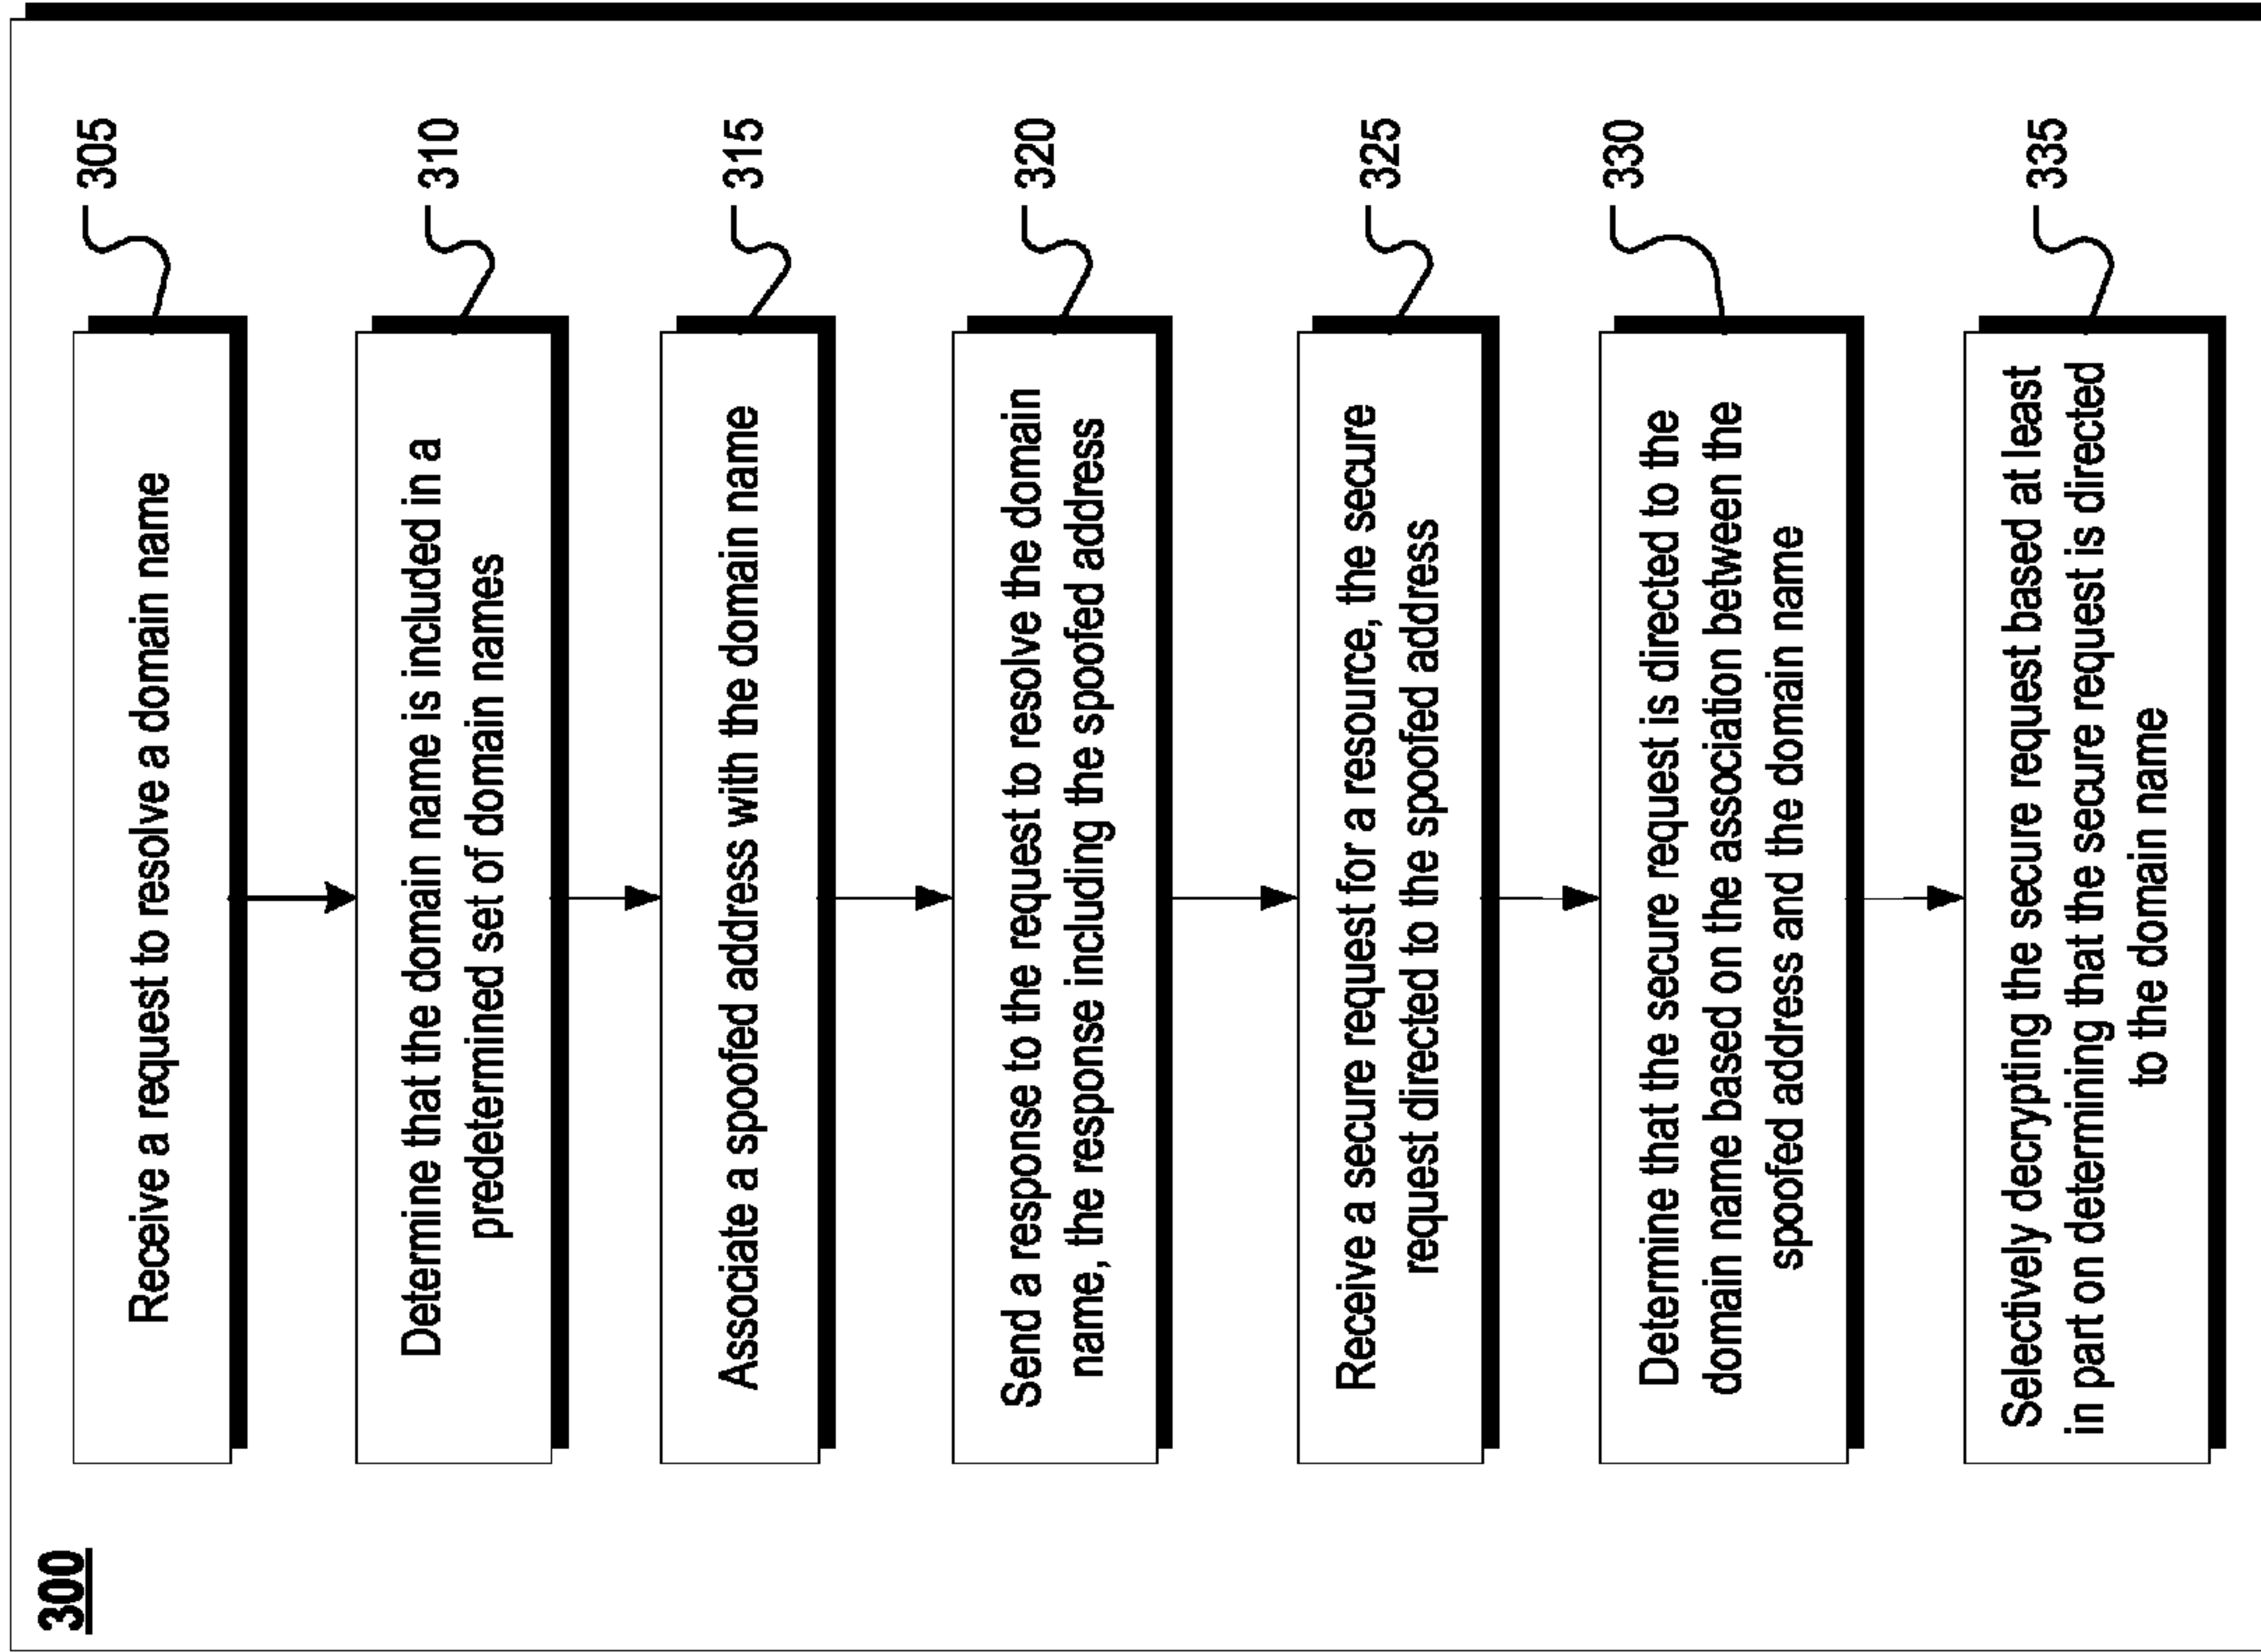 300
Receive a request to resolve a domain name
305
Determine that the domain name is included in a
predetermined set of domain names
310
Associate a spoofed address with the domain name
315
Send a response to the request to resolve the domain
name, the response including the spoofed address
320
Receive a secure request for a resource, the secure
request directed to the spoofed address
325
Determine that the secure request is directed to the
domain name based on the association between the
spoofed address and the domain name
330
Selectively decrypting the secure request based at least
in part on determining that the secure request is directed
to the domain name
335